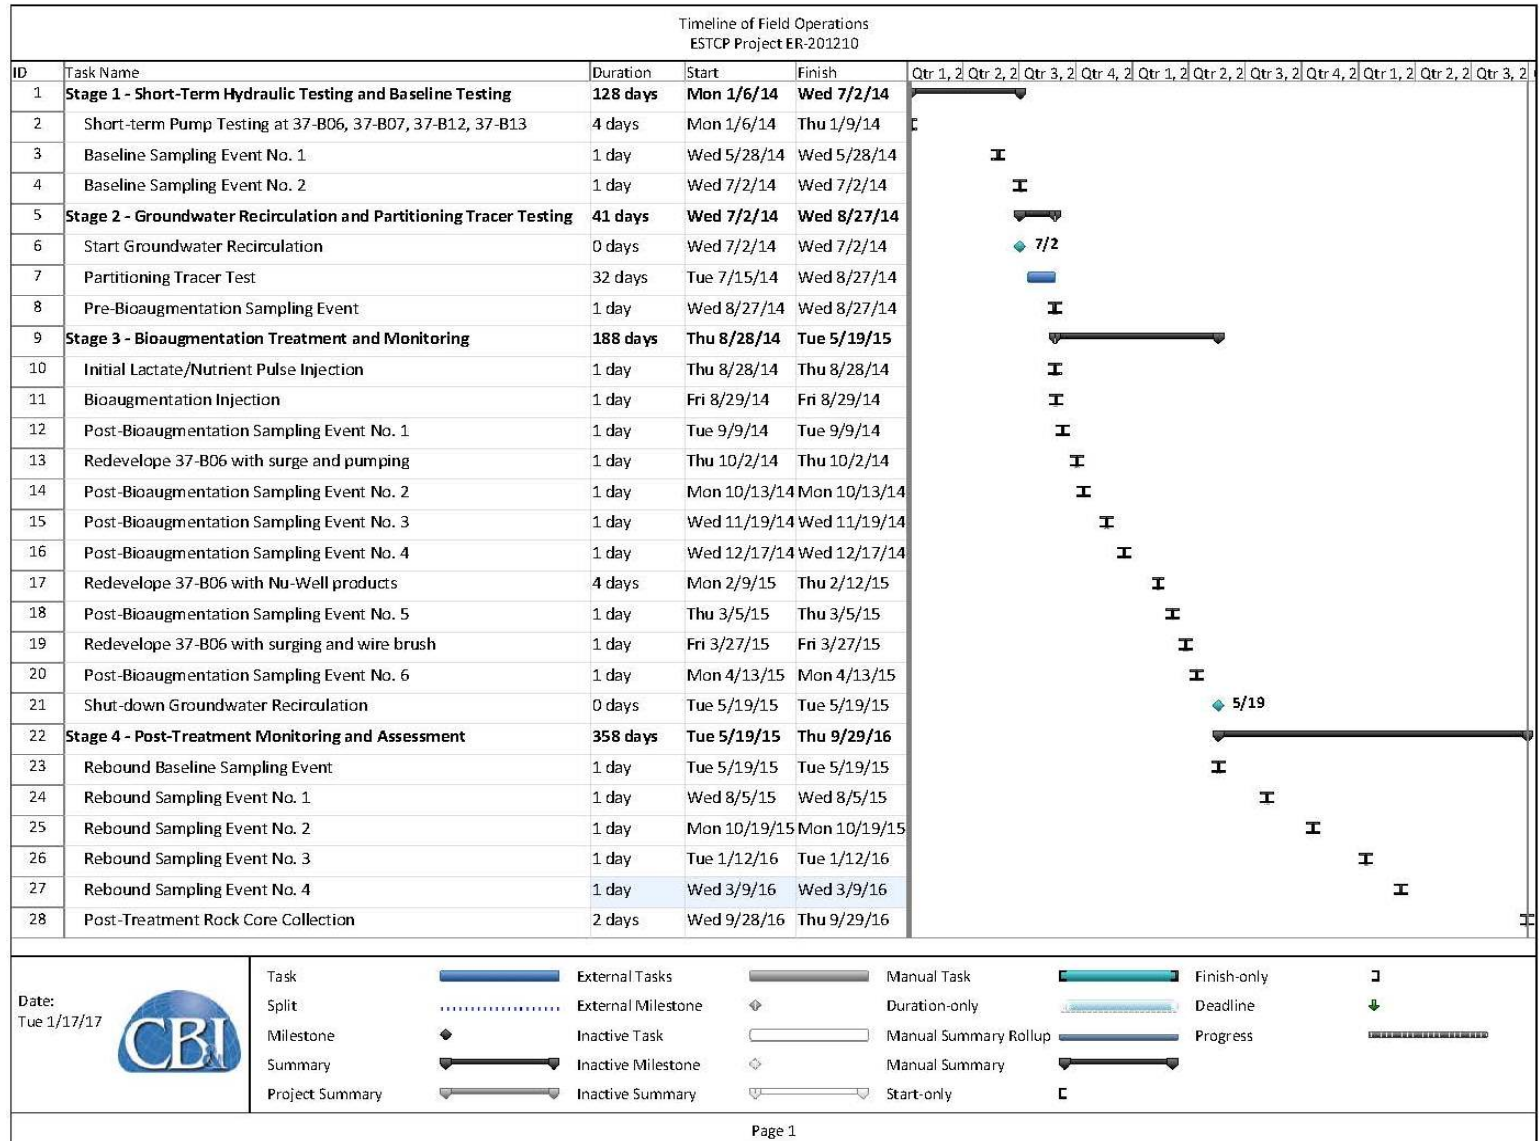 Timeline of Field Operations
ESTCP Project ER-201210
ID Task Name Duration Start Finish Qtr 1, 2 Qtr 2, 2 Qtr 3, 2 Qtr 4, 2 Qtr 1, 2 Qtr 2, 2 Qtr 3, 2 Qtr 4, 2 Qtr 1, 2 Qtr 2, 2 Qtr 3, 2
1 Stage 1 - Short-Term Hydraulic Testing and Baseline Testing 128 days Mon 1/6/14 Wed 7/2/14
2 Short-term Pump Testing at 37-B06, 37-B07, 37-B12, 37-B13 4 days Mon 1/6/14 Thu 1/9/14
3 Baseline Sampling Event No. 1 1 day Wed 5/28/14 Wed 5/28/14
4 Baseline Sampling Event No. 2 1 day Wed 7/2/14 Wed 7/2/14
5 Stage 2 - Groundwater Recirculation and Partitioning Tracer Testing 41 days Wed 7/2/14 Wed 8/27/14
6 Start Groundwater Recirculation 0 days Wed 7/2/14 Wed 7/2/14 7/2
7 Partitioning Tracer Test 32 days Tue 7/15/14 Wed 8/27/14
8 Pre-Bioaugmentation Sampling Event 1 day Wed 8/27/14 Wed 8/27/14
9 Stage 3 - Bioaugmentation Treatment and Monitoring 188 days Thu 8/28/14 Tue 5/19/15
10 Initial Lactate/Nutrient Pulse Injection 1 day Thu 8/28/14 Thu 8/28/14
11 Bioaugmentation Injection 1 day Fri 8/29/14 Fri 8/29/14
12 Post-Bioaugmentation Sampling Event No. 1 1 day Tue 9/9/14 Tue 9/9/14
13 Redevelope 37-B06 with surge and pumping 1 day Thu 10/2/14 Thu 10/2/14
14 Post-Bioaugmentation Sampling Event No. 2 1 day Mon 10/13/14 Mon 10/13/14
15 Post-Bioaugmentation Sampling Event No. 3 1 day Wed 11/19/14 Wed 11/19/14
16 Post-Bioaugmentation Sampling Event No. 4 1 day Wed 12/17/14 Wed 12/17/14
17 Redevelope 37-B06 with Nu-Well products 4 days Mon 2/9/15 Thu 2/12/15
18 Post-Bioaugmentation Sampling Event No. 5 1 day Thu 3/5/15 Thu 3/5/15
19 Redevelope 37-B06 with surging and wire brush 1 day Fri 3/27/15 Fri 3/27/15
20 Post-Bioaugmentation Sampling Event No. 6 1 day Mon 4/13/15 Mon 4/13/15
21 Shut-down Groundwater Recirculation 0 days Tue 5/19/15 Tue 5/19/15 5/19
22 Stage 4 - Post-Treatment Monitoring and Assessment 358 days Tue 5/19/15 Thu 9/29/16
23 Rebound Baseline Sampling Event 1 day Tue 5/19/15 Tue 5/19/15
24 Rebound Sampling Event No. 1 1 day Wed 8/5/15 Wed 8/5/15
25 Rebound Sampling Event No. 2 1 day Mon 10/19/15 Mon 10/19/15
26 Rebound Sampling Event No. 3 1 day Tue 1/12/16 Tue 1/12/16
27 Rebound Sampling Event No. 4 1 day Wed 3/9/16 Wed 3/9/16
28 Post-Treatment Rock Core Collection 2 days Wed 9/28/16 Thu 9/29/16
Date:
Tue 1/17/17
CB&I
Task External Tasks Manual Task Finish-only
Split External Milestone Duration-only Deadline
Milestone Inactive Task Manual Summary Rollup Progress
Summary Inactive Milestone Manual Summary
Project Summary Inactive Summary Start-only
Page 1